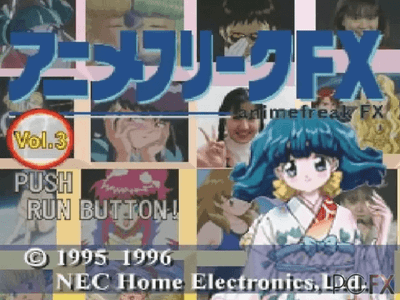 アニメフリークFX
animefreak FX
Vol.3
PUSH
RUN BUTTON!
© 1995 1996
NEC Home Electronics,Ltd.
PCFX